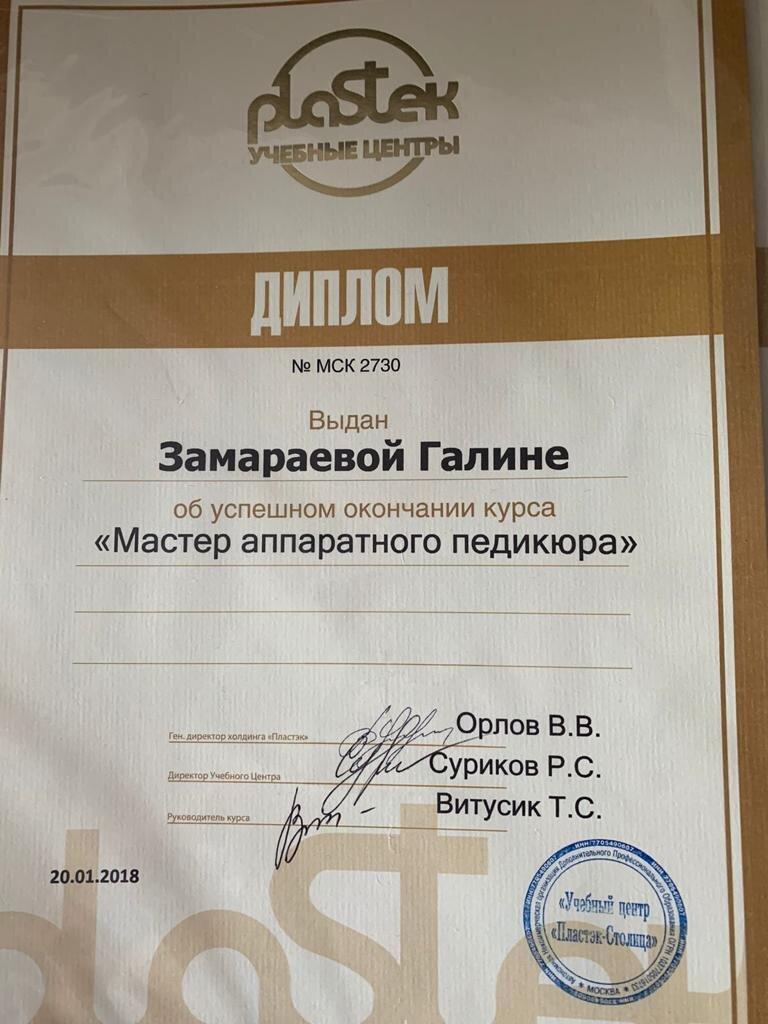 plastek
УЧЕБНЫЕ ЦЕНТРЫ
ДИПЛОМ
№ МСК 2730
Выдан
Замараевой Галине
об успешном окончании курса
«Мастер аппаратного педикюра»
Ген. директор холдинга «Пластэк» Орлов В.В.
Директор Учебного Центра Суриков Р.С.
Руководитель курса Витусик Т.С.
20.01.2018
«Учебный центр
«Пластэк-Столица»
МОСКВА
plastek